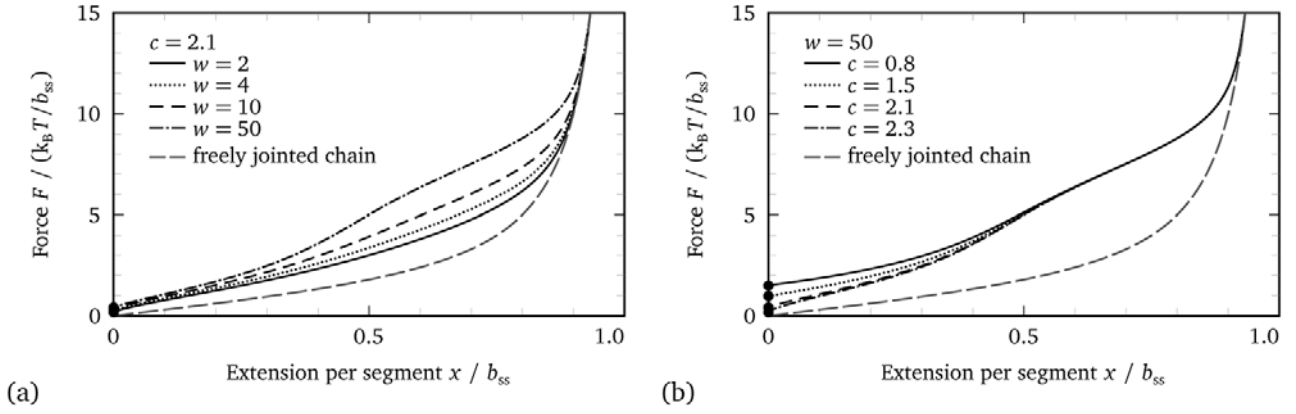 15
10
5
0
Force F / (k_B T/b_ss)
c = 2.1
w = 2
w = 4
w = 10
w = 50
freely jointed chain
0
0.5
1.0
Extension per segment x / b_ss
(a)
15
10
5
0
Force F / (k_B T/b_ss)
w = 50
c = 0.8
c = 1.5
c = 2.1
c = 2.3
freely jointed chain
0
0.5
1.0
Extension per segment x / b_ss
(b)